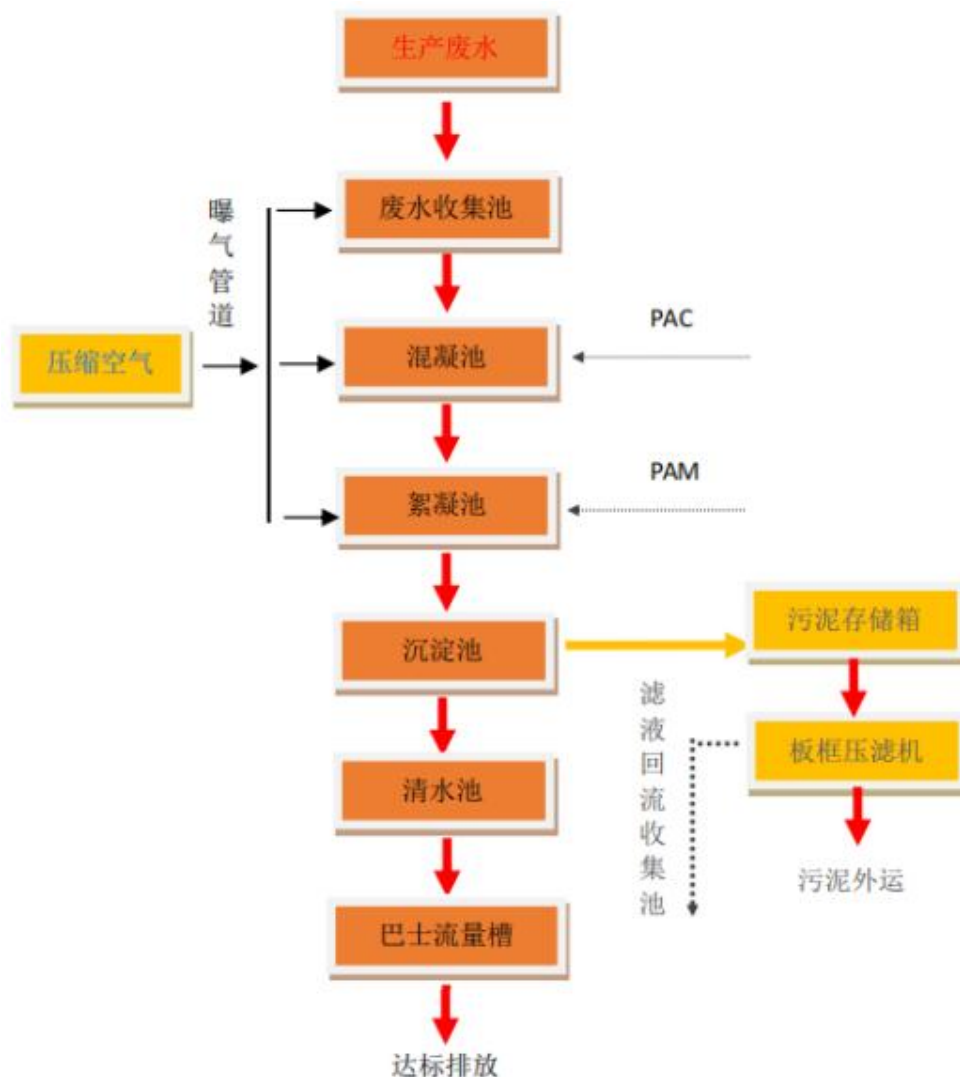 生产废水
废水收集池
曝气管道
压缩空气
混凝池
PAC
絮凝池
PAM
沉淀池
污泥存储箱
滤液回流收集池
板框压滤机
清水池
污泥外运
巴士流量槽
达标排放